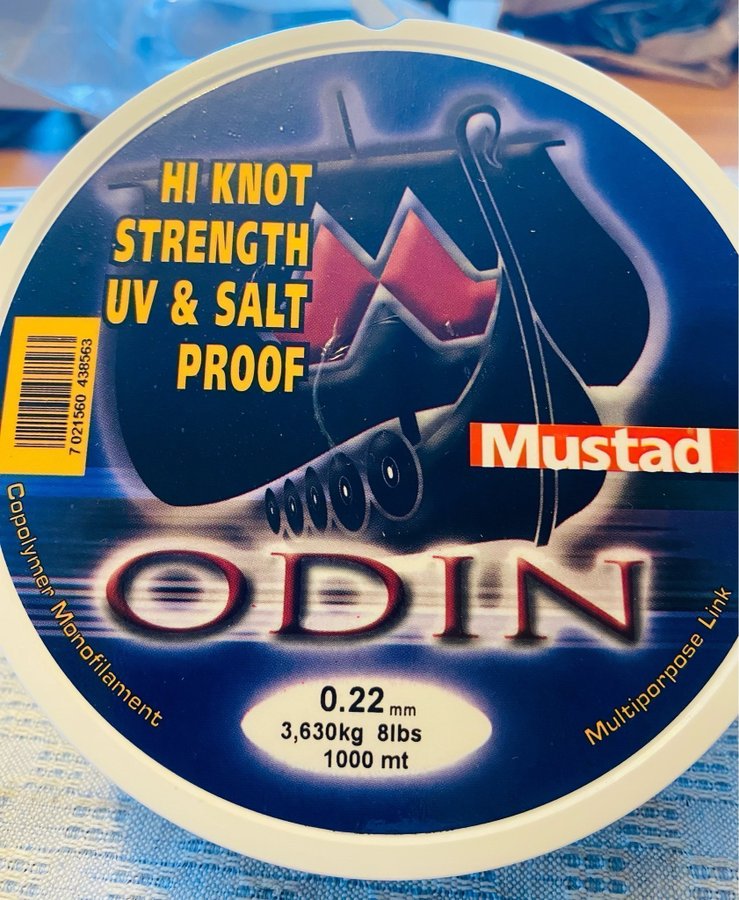 HI KNOT
STRENGTH
UV & SALT
PROOF
7 021560 438563
Mustad
ODIN
Copolymer Monofilament
Multiporpose Link
0.22 mm
3,630kg 8lbs
1000 mt